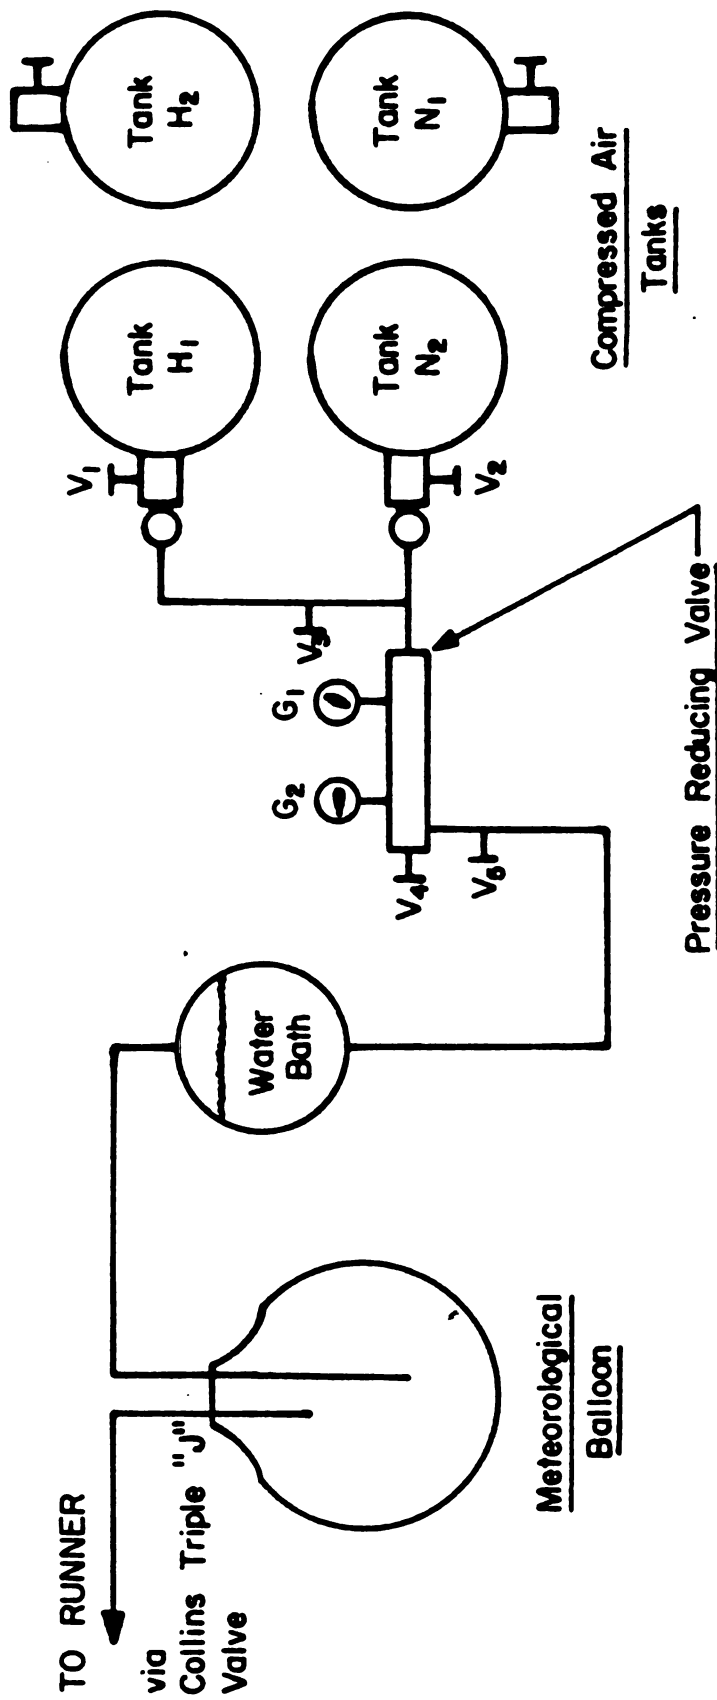 TO RUNNER
via
Collins Triple "J"
Valve
Meteorological
Balloon
Water
Bath
G2
G1
V4
V5
V3
Pressure Reducing Valve
V1
V2
Tank
H1
Tank
N2
Tank
H2
Tank
N1
Compressed Air
Tanks